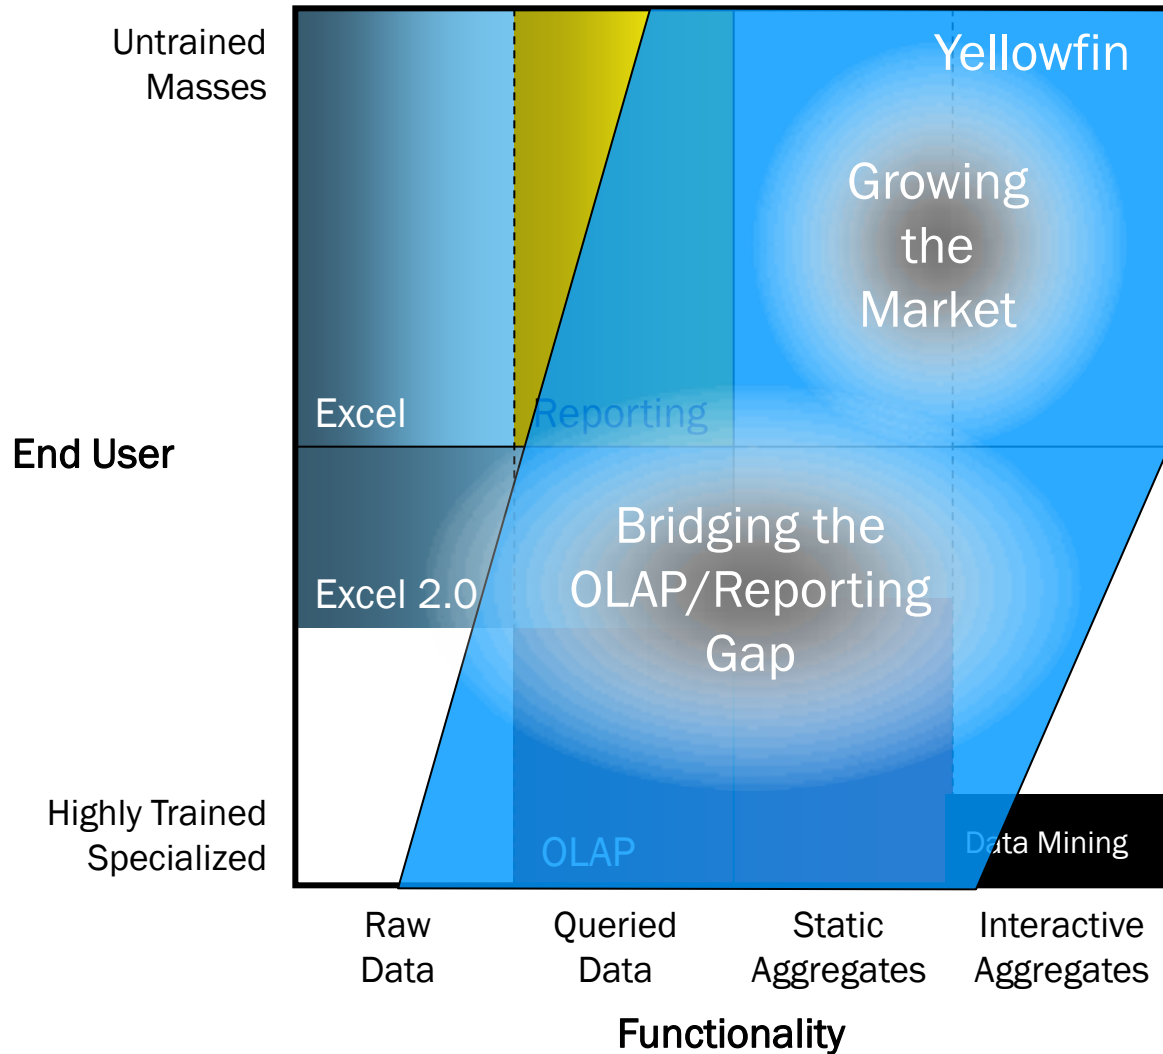 Untrained
Masses
Yellowfin
Growing
the
Market
Excel
Reporting
End User
Bridging the
OLAP/Reporting
Gap
Excel 2.0
Highly Trained
Specialized
OLAP
Data Mining
Raw
Data
Queried
Data
Static
Aggregates
Interactive
Aggregates
Functionality